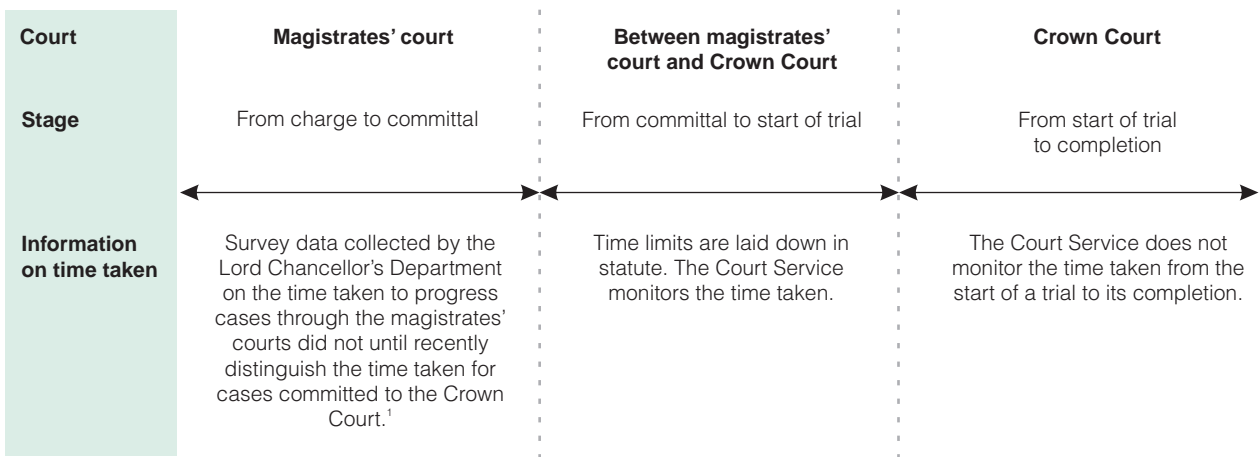 Court
Magistrates' court
Between magistrates'
court and Crown Court
Crown Court
Stage
From charge to committal
From committal to start of trial
From start of trial
to completion
Information
on time taken
Survey data collected by the
Lord Chancellor's Department
on the time taken to progress
cases through the magistrates'
courts did not until recently
distinguish the time taken for
cases committed to the Crown
Court.¹
Time limits are laid down in
statute. The Court Service
monitors the time taken.
The Court Service does not
monitor the time taken from the
start of a trial to its completion.